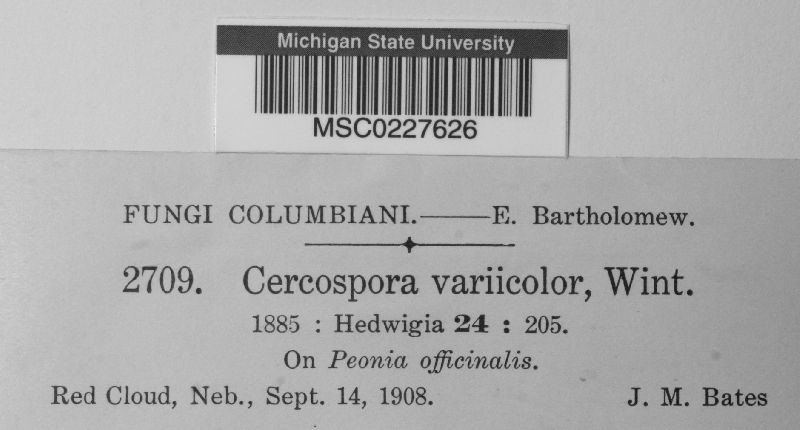 Michigan State University
MSC0227626
FUNGI COLUMBIANI.——E. Bartholomew.
2709. Cercospora variicolor, Wint.
1885 : Hedwigia 24 : 205.
On Peonia officinalis.
Red Cloud, Neb., Sept. 14, 1908. J. M. Bates